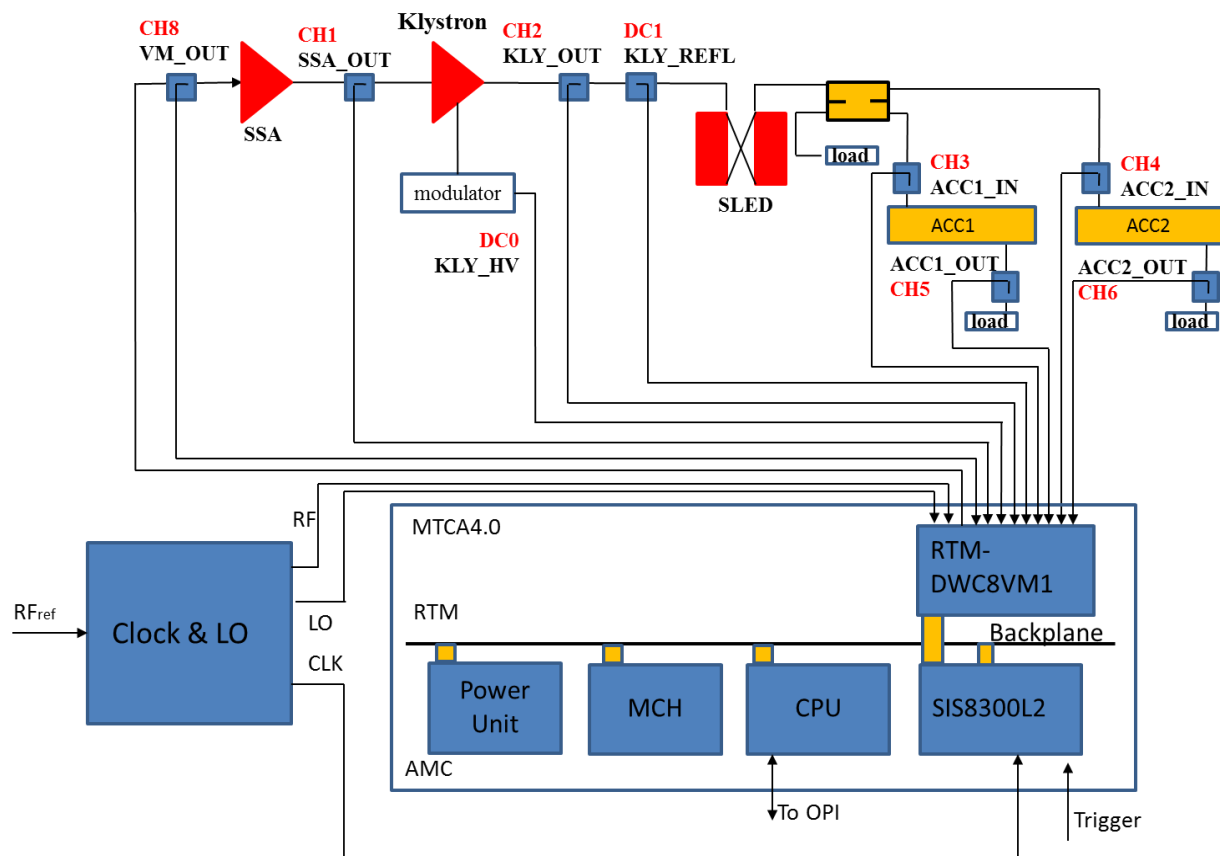 CH8
VM_OUT
CH1
SSA_OUT
Klystron
CH2
KLY_OUT
DC1
KLY_REFL
SSA
modulator
SLED
load
CH3
ACC1_IN
CH4
ACC2_IN
ACC1
ACC2
DC0
KLY_HV
ACC1_OUT
CH5
ACC2_OUT
CH6
load
load
RF
MTCA4.0
RTM-
DWC8VM1
RFref
Clock & LO
LO
CLK
RTM
Backplane
Power
Unit
MCH
CPU
SIS8300L2
AMC
To OPI
Trigger